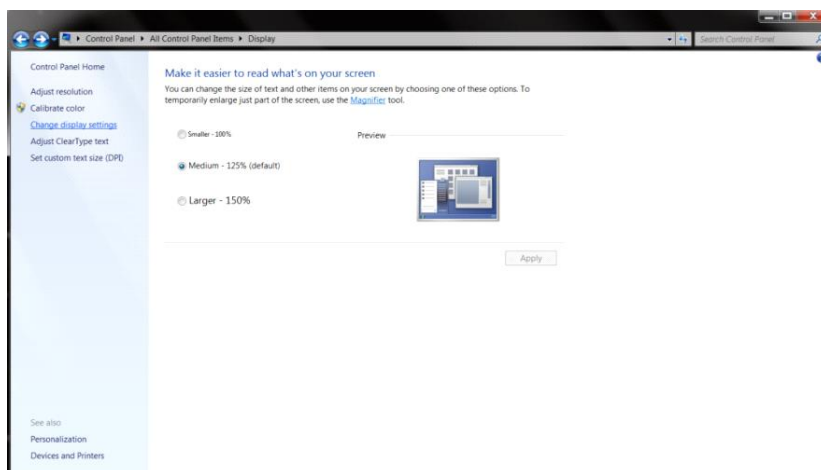 Control Panel ▸ All Control Panel Items ▸ Display
Search Control Panel
Control Panel Home
Adjust resolution
Calibrate color
Change display settings
Adjust ClearType text
Set custom text size (DPI)
Make it easier to read what's on your screen
You can change the size of text and other items on your screen by choosing one of these options. To
temporarily enlarge just part of the screen, use the Magnifier tool.
Smaller - 100%
Preview
Medium - 125% (default)
Larger - 150%
Apply
See also
Personalization
Devices and Printers